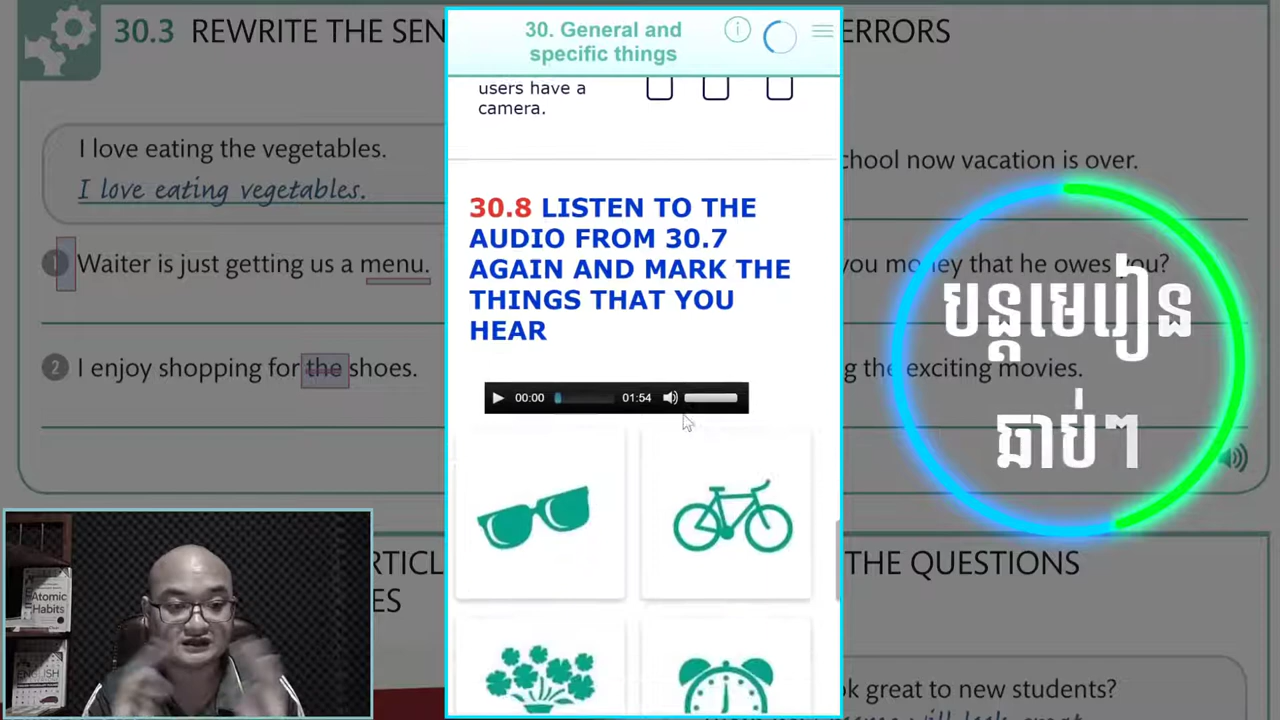 30.3 REWRITE THE SEN
ERRORS
30. General and
specific things
users have a
camera.
I love eating the vegetables.
I love eating vegetables.
chool now vacation is over.
30.8 LISTEN TO THE
AUDIO FROM 30.7
AGAIN AND MARK THE
THINGS THAT YOU
HEAR
1 Waiter is just getting us a menu.
you money that he owes you?
2 I enjoy shopping for the shoes.
g the exciting movies.
00:00 01:54
បន្តមេរៀន
ឆាប់ៗ
RTICL
ES
THE QUESTIONS
Atomic
Habits
ENGLISH
ok great to new students?